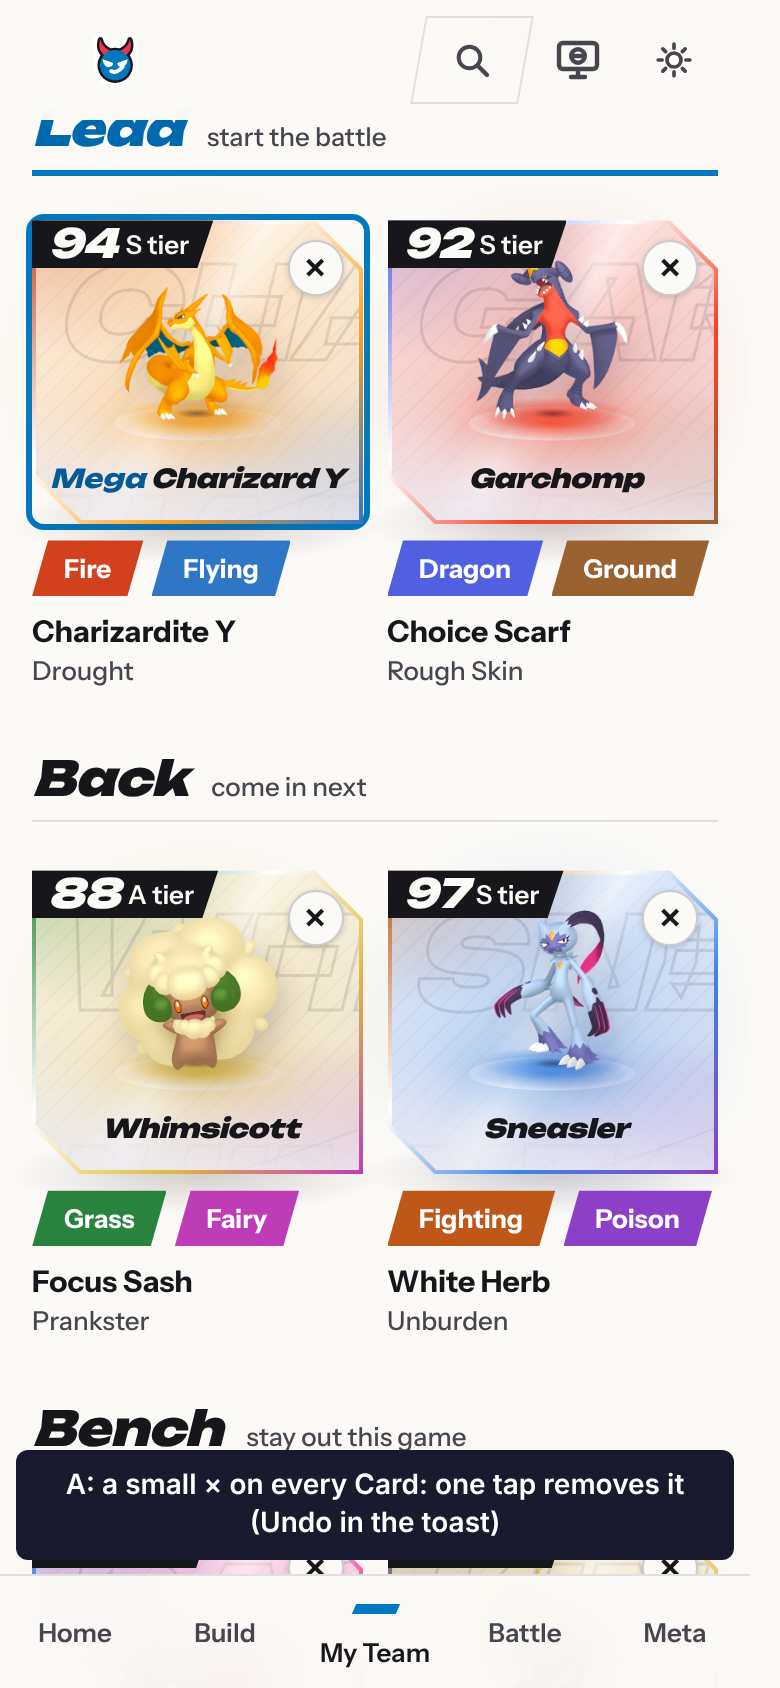 Lead start the battle
94 S tier
×
92 S tier
×
Mega Charizard Y
Garchomp
Fire
Flying
Dragon
Ground
Charizardite Y
Drought
Choice Scarf
Rough Skin
Back come in next
88 A tier
×
97 S tier
×
Whimsicott
Sneasler
Grass
Fairy
Fighting
Poison
Focus Sash
Prankster
White Herb
Unburden
Bench stay out this game
A: a small × on every Card: one tap removes it
(Undo in the toast)
×
×
Home
Build
My Team
Battle
Meta